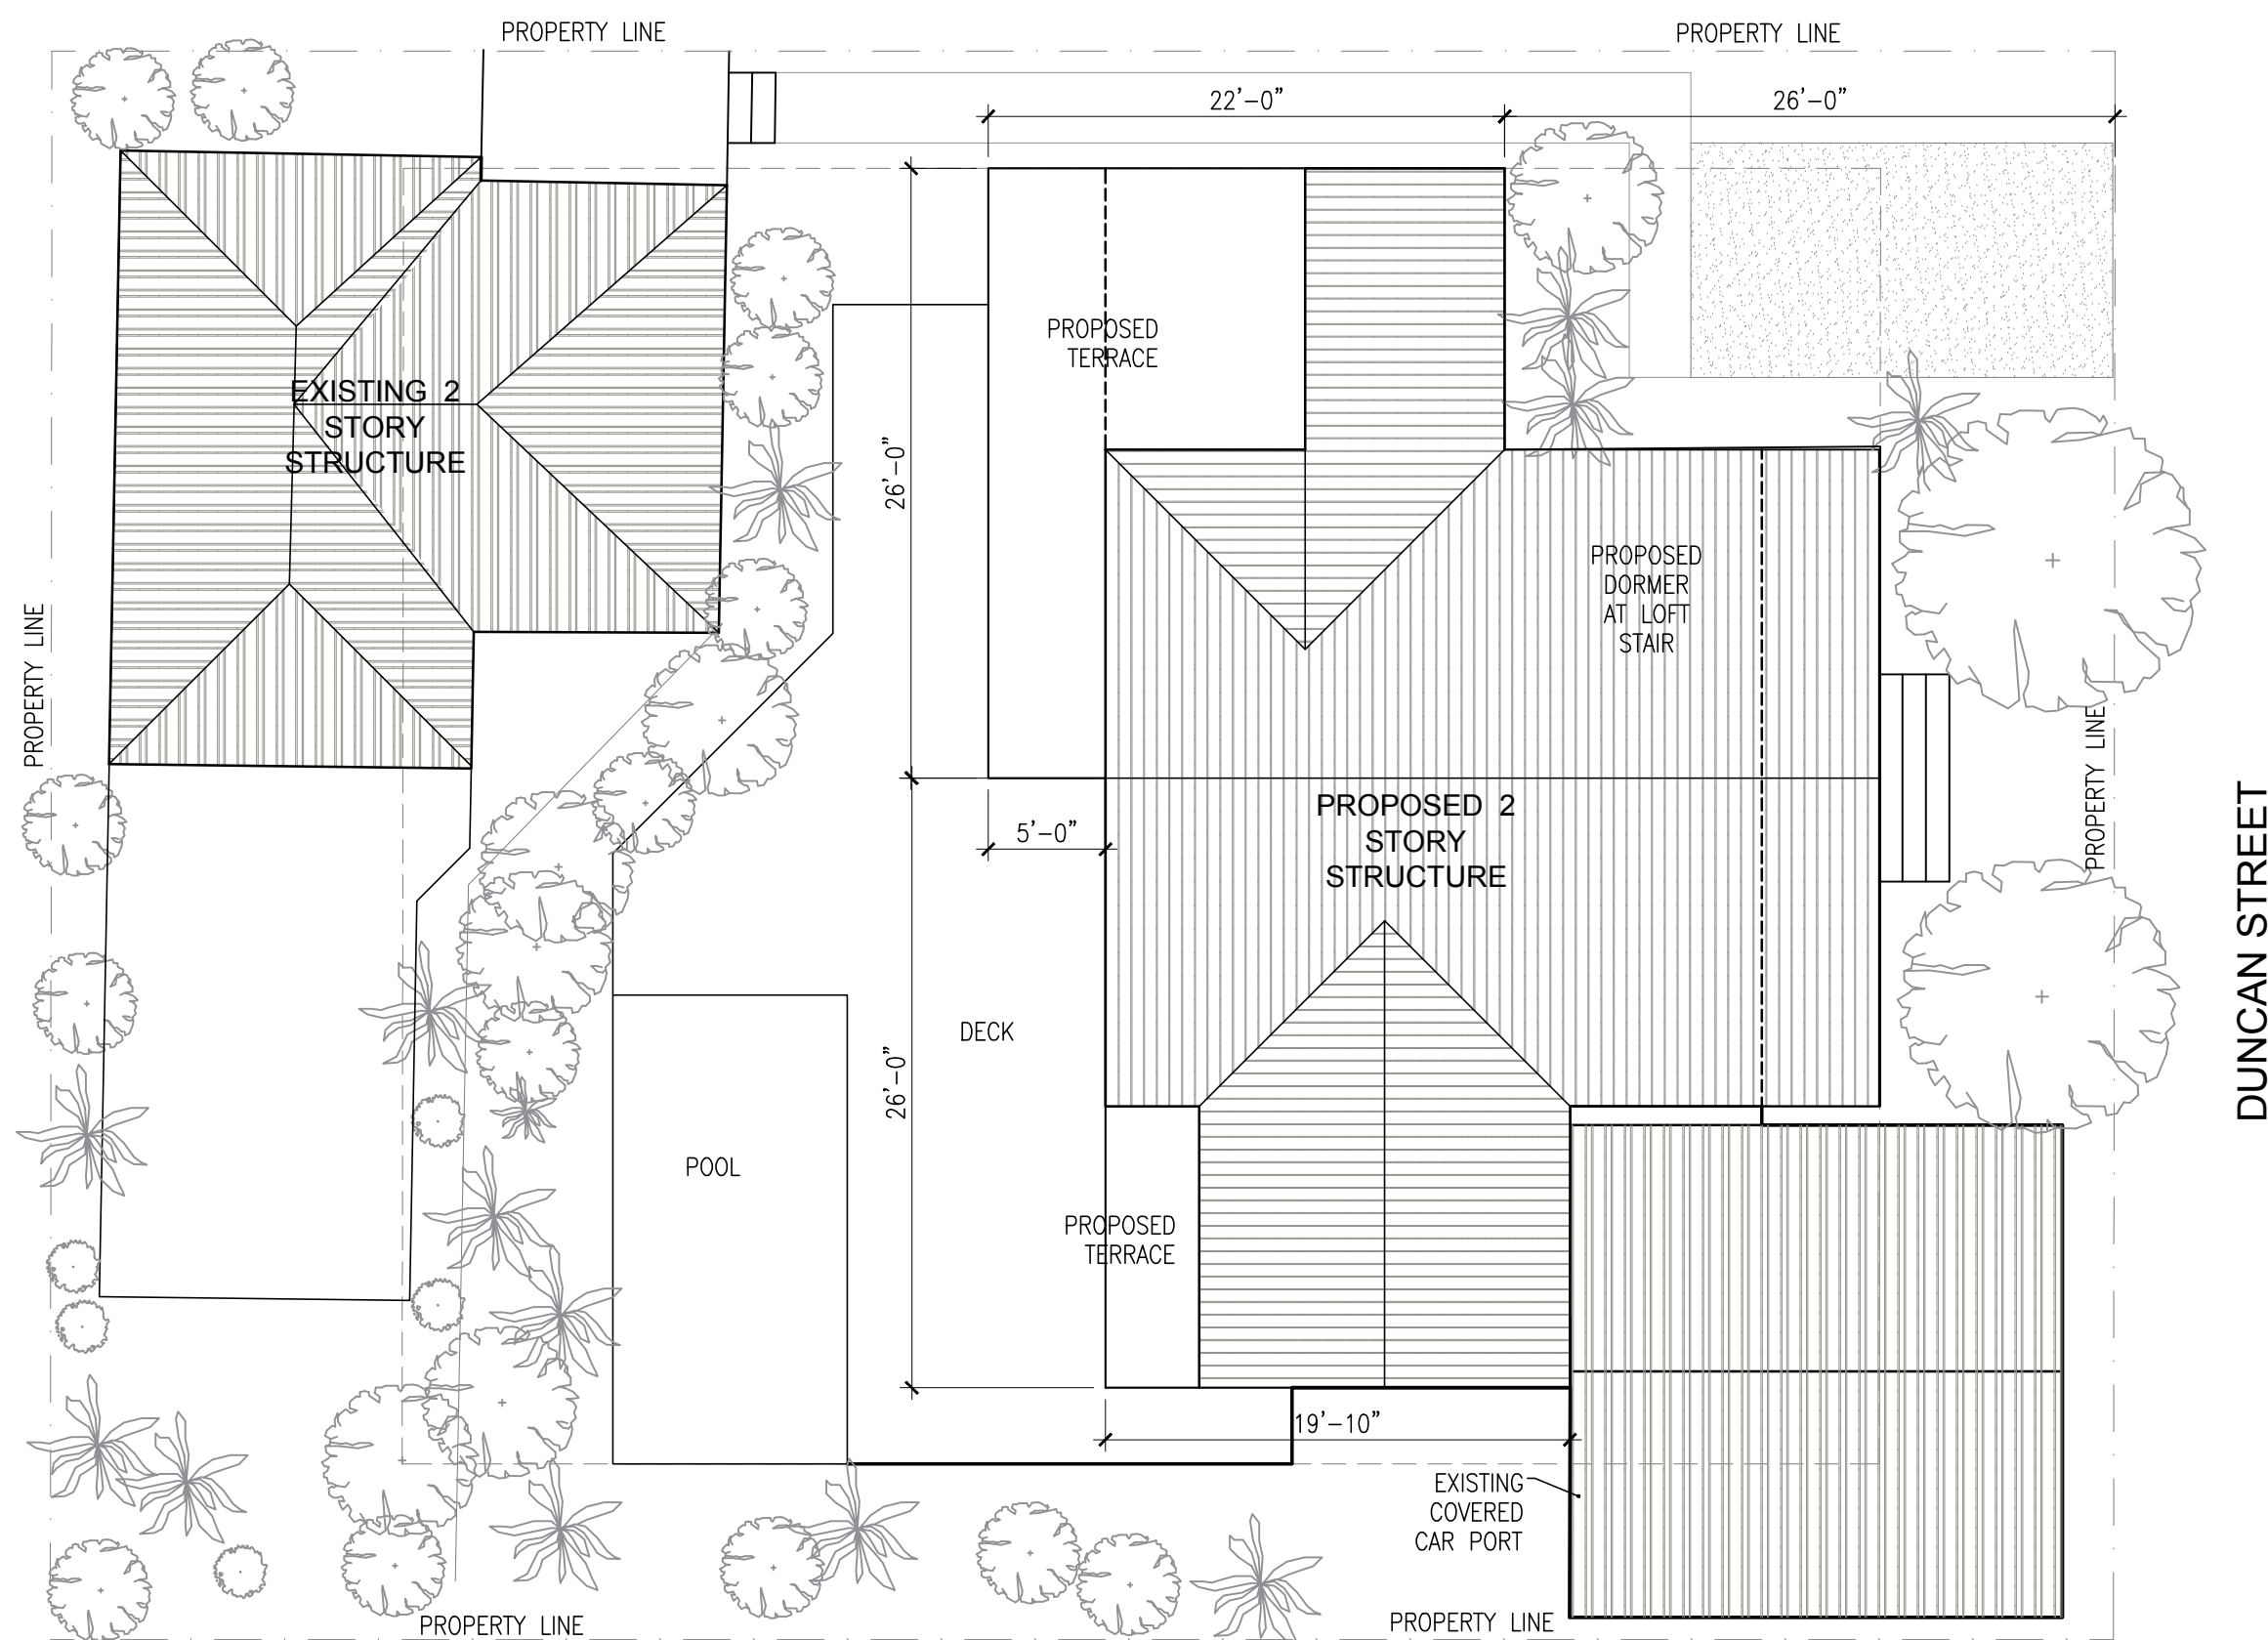 PROPERTY LINE
PROPERTY LINE
22'-0"
26'-0"
PROPOSED
TERRACE
EXISTING 2
STORY
STRUCTURE
26'-0"
PROPOSED
DORMER
AT LOFT
STAIR
PROPERTY LINE
PROPERTY LINE
5'-0"
PROPOSED 2
STORY
STRUCTURE
DUNCAN STREET
DECK
26'-0"
POOL
PROPOSED
TERRACE
19'-10"
EXISTING
COVERED
CAR PORT
PROPERTY LINE
PROPERTY LINE